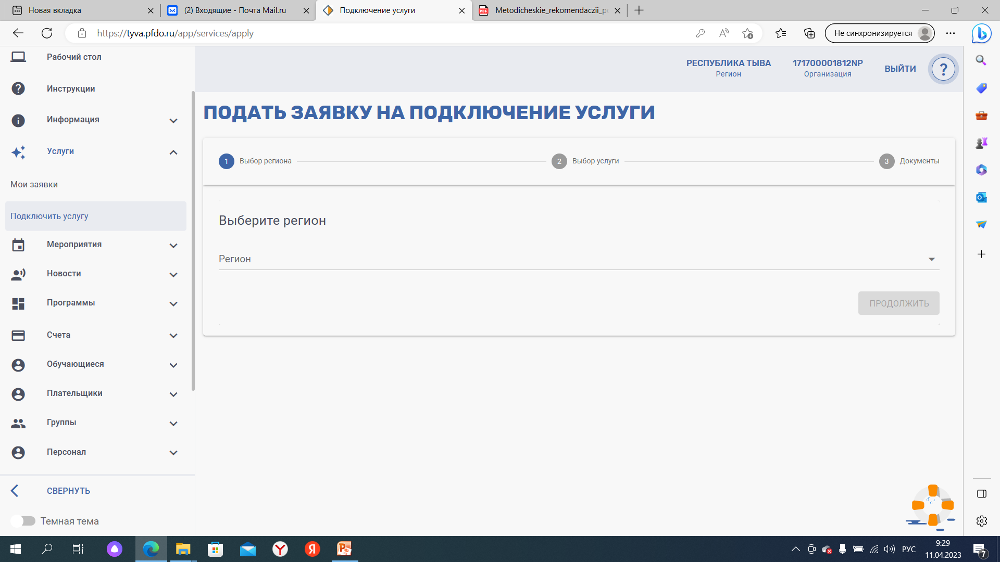 Новая вкладка
(2) Входящие - Почта Mail.ru
Подключение услуги
Metodicheskie_rekomendaczii_p
https://tyva.pfdo.ru/app/services/apply
Не синхронизируется
Рабочий стол
Инструкции
Информация
Услуги
Мои заявки
Подключить услугу
Мероприятия
Новости
Программы
Счета
Обучающиеся
Плательщики
Группы
Персонал
СВЕРНУТЬ
Темная тема
РЕСПУБЛИКА ТЫВА
Регион
171700001812NP
Организация
ВЫЙТИ
?
ПОДАТЬ ЗАЯВКУ НА ПОДКЛЮЧЕНИЕ УСЛУГИ
1 Выбор региона
2 Выбор услуги
3 Документы
Выберите регион
Регион
ПРОДОЛЖИТЬ
РУС
9:29
11.04.2023
7